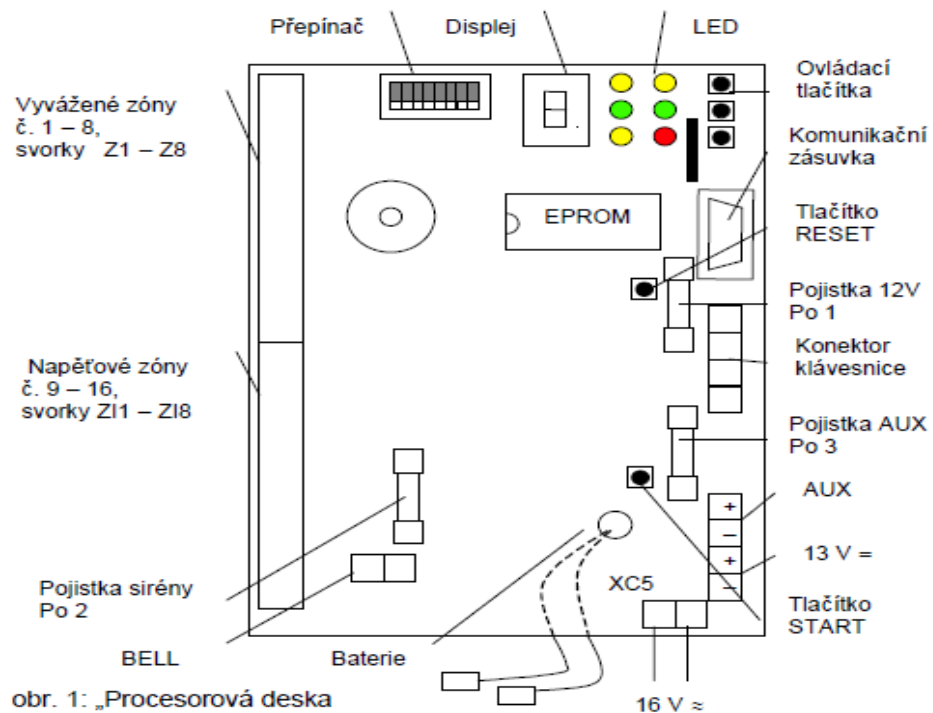 Přepínač
Displej
LED
Vyvážené zóny
č. 1 – 8,
svorky Z1 – Z8
Ovládací
tlačítka
Komunikační
zásuvka
EPROM
Tlačítko
RESET
Pojistka 12V
Po 1
Napěťové zóny
č. 9 – 16,
svorky ZI1 – ZI8
Konektor
klávesnice
Pojistka AUX
Po 3
AUX
+
–
+
–
13 V =
XC5
Pojistka sirény
Po 2
Tlačítko
START
BELL
Baterie
obr. 1: „Procesorová deska
16 V ≈